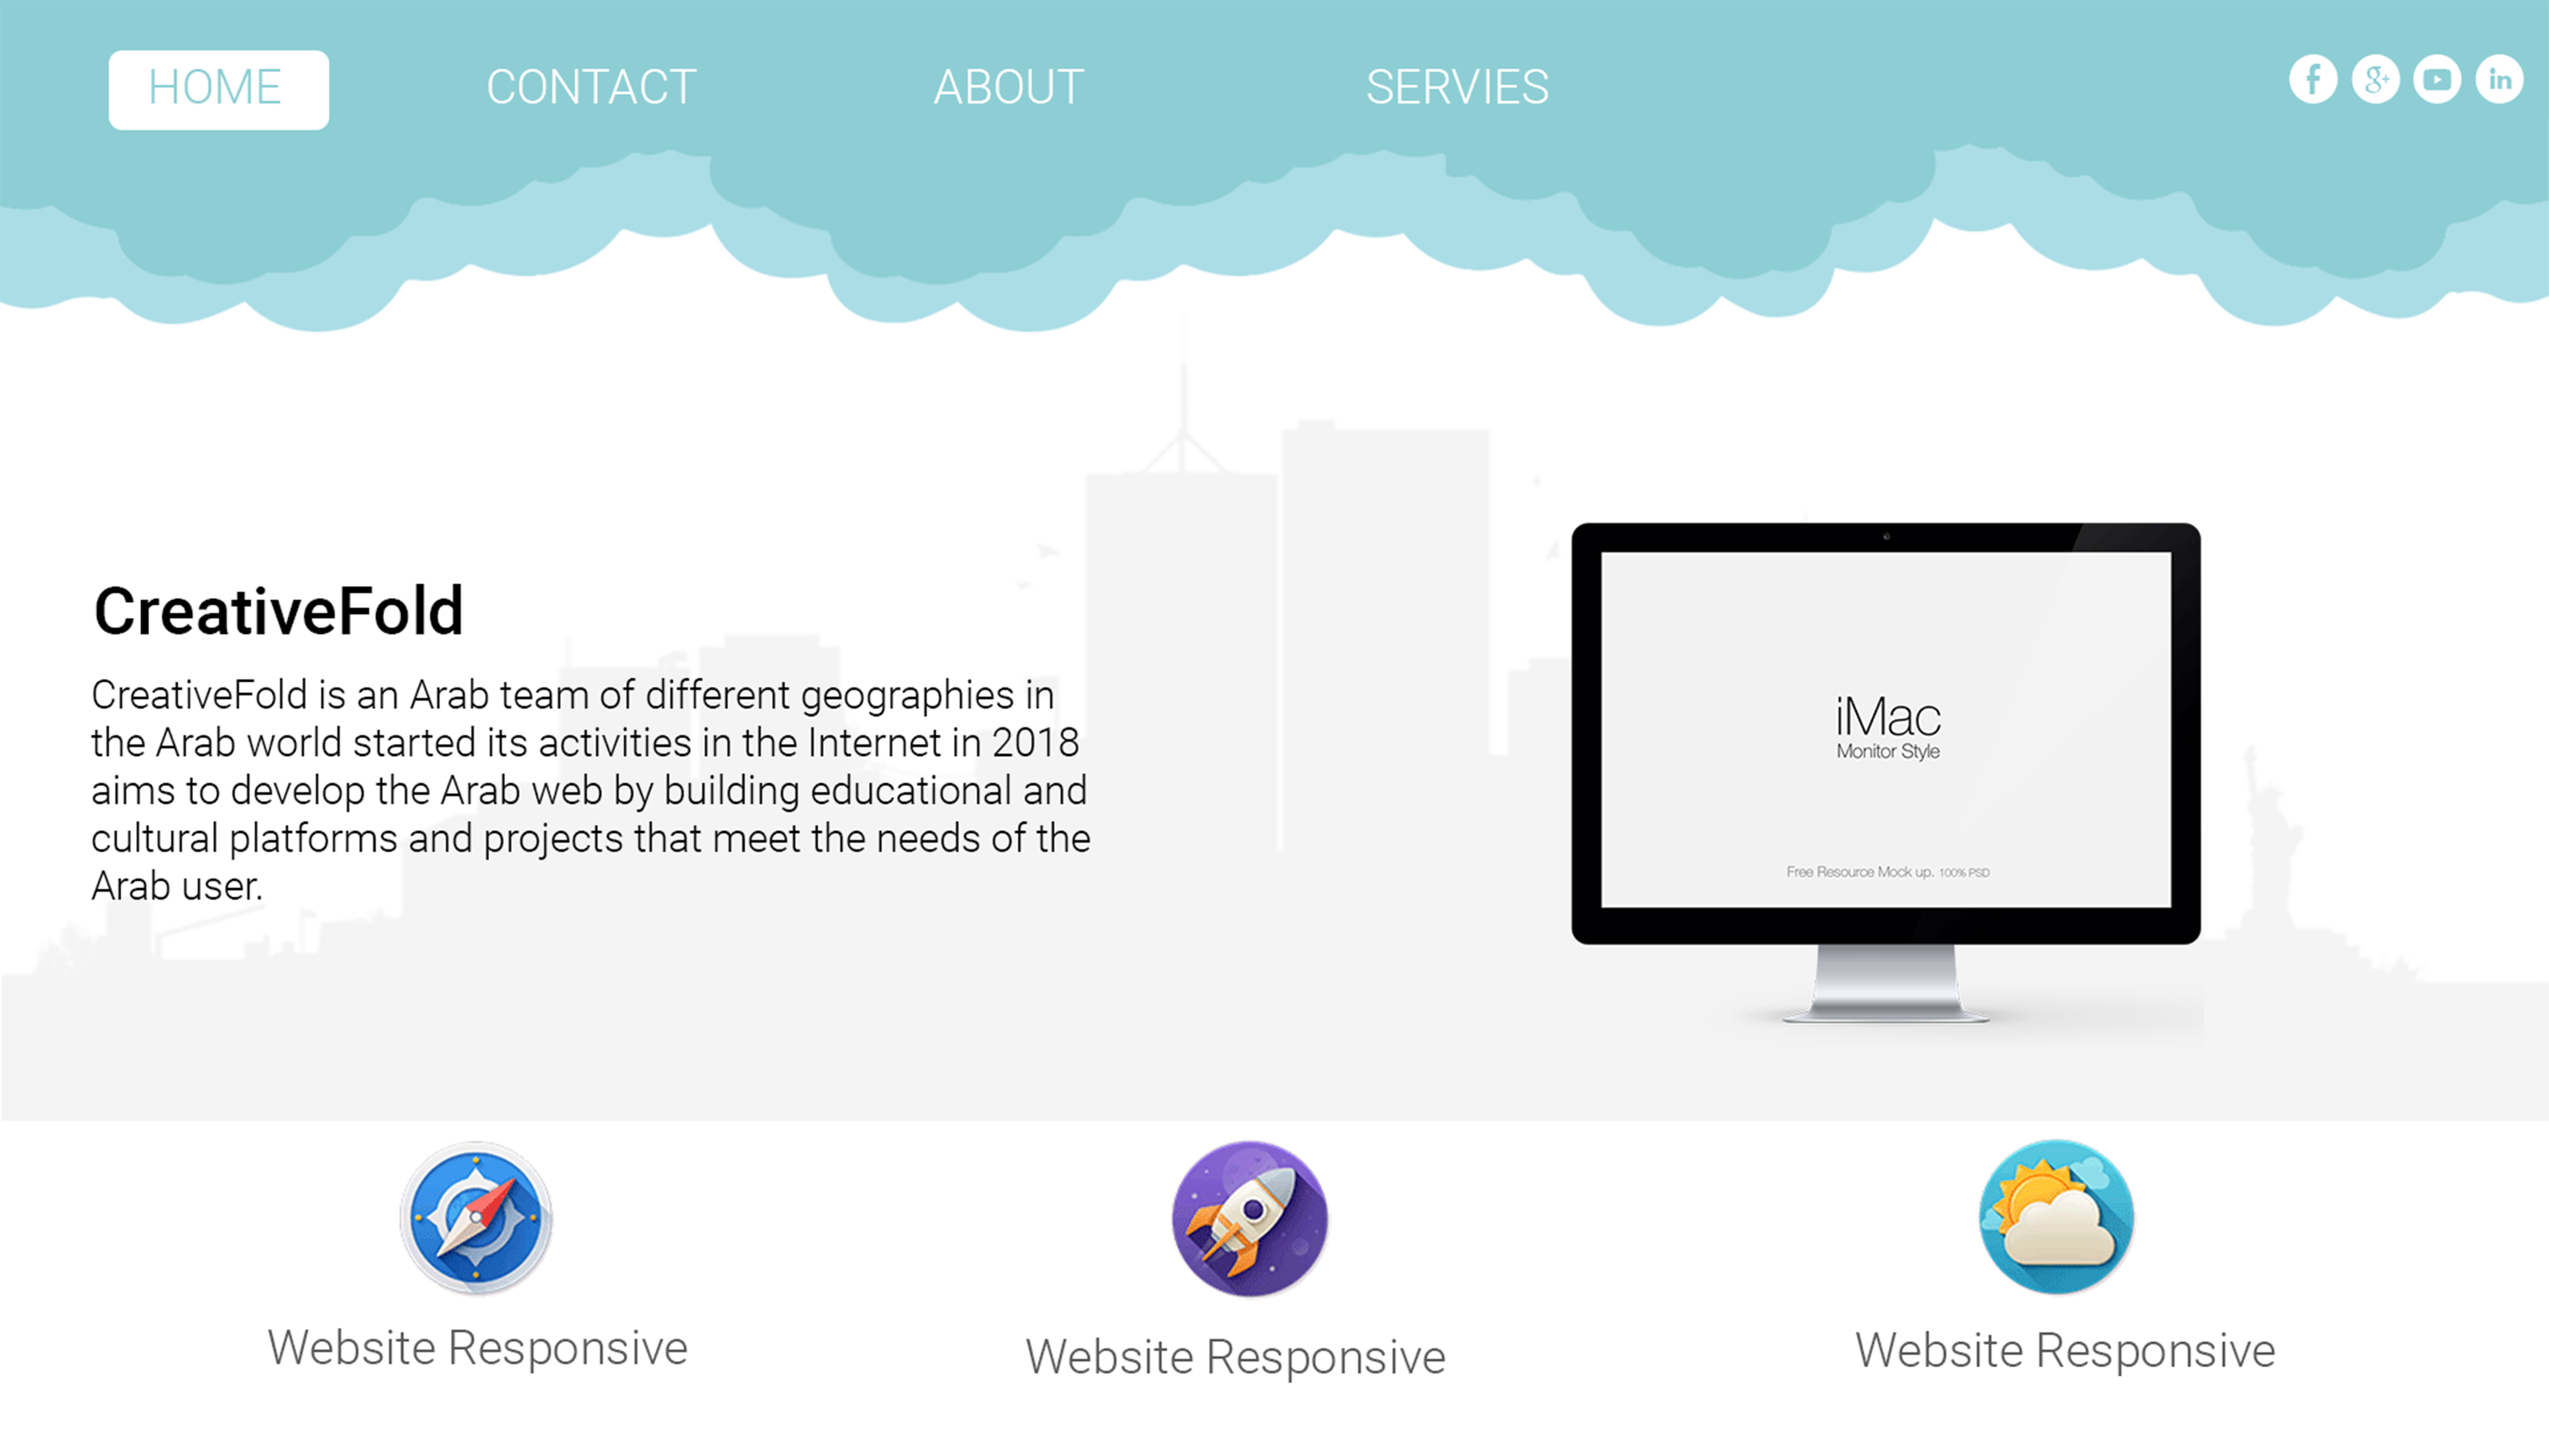 HOME
CONTACT
ABOUT
SERVIES
CreativeFold
CreativeFold is an Arab team of different geographies in
the Arab world started its activities in the Internet in 2018
aims to develop the Arab web by building educational and
cultural platforms and projects that meet the needs of the
Arab user.
iMac
Monitor Style
Free Resource Mock up. 100% PSD
Website Responsive
Website Responsive
Website Responsive